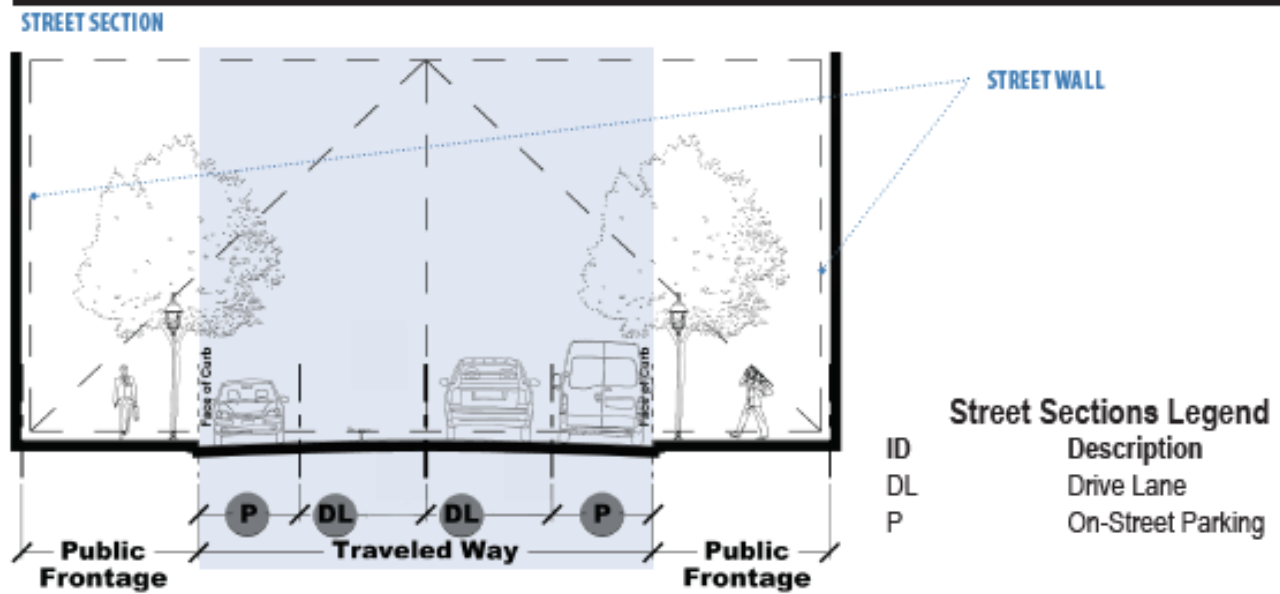 STREET SECTION
STREET WALL
Face of Curb
Face of Curb
Street Sections Legend
ID Description
DL Drive Lane
P On-Street Parking
P DL DL P
Public Frontage
Traveled Way
Public Frontage